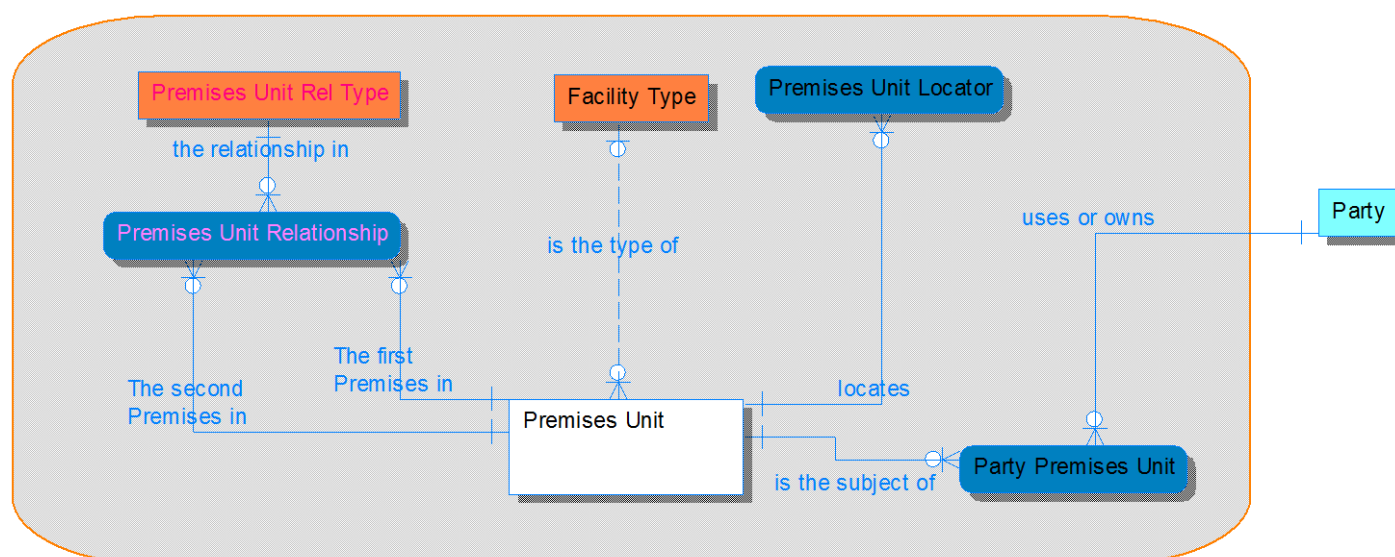 Premises Unit Rel Type
Facility Type
Premises Unit Locator
the relationship in
Party
uses or owns
Premises Unit Relationship
is the type of
The first
Premises in
The second
Premises in
locates
Premises Unit
Party Premises Unit
is the subject of